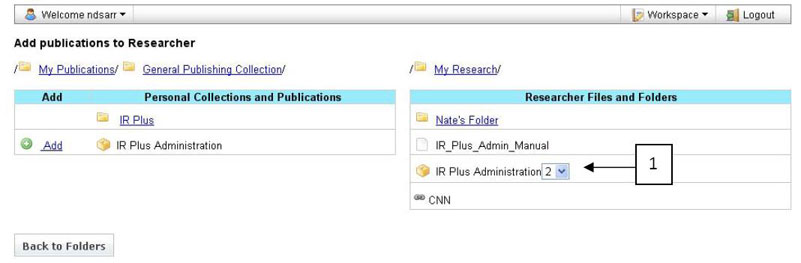 Welcome ndsarr Workspace Logout
Add publications to Researcher
/ My Publications/ General Publishing Collection/
/ My Research/
Add Personal Collections and Publications
IR Plus
Add IR Plus Administration
Researcher Files and Folders
Nate's Folder
IR_Plus_Admin_Manual
IR Plus Administration 2
1
CNN
Back to Folders